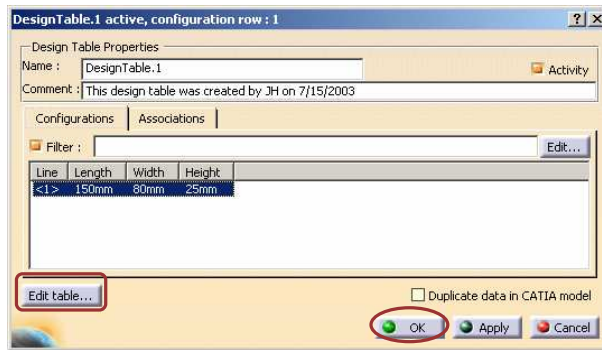 DesignTable.1 active, configuration row : 1
Design Table Properties
Name : DesignTable.1 Activity
Comment : This design table was created by JH on 7/15/2003
Configurations Associations
Filter : Edit...
Line Length Width Height
<1> 150mm 80mm 25mm
Edit table... Duplicate data in CATIA model
OK Apply Cancel